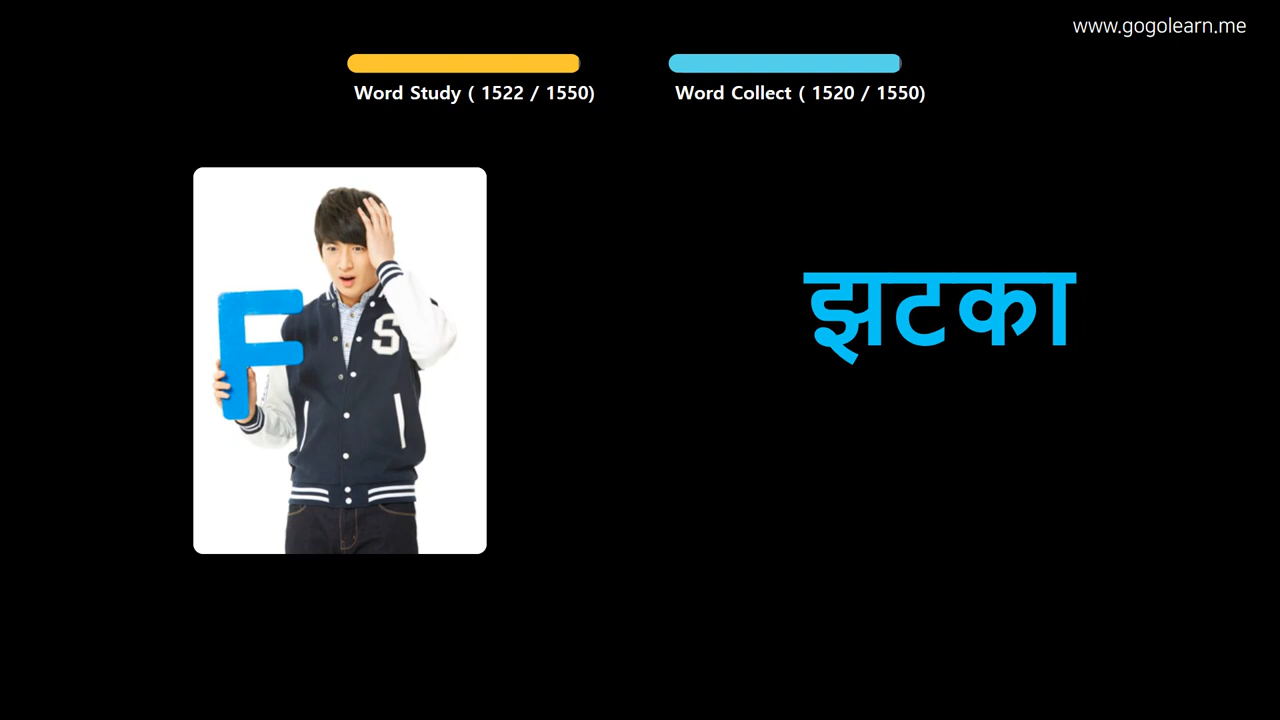 www.gogolearn.me
Word Study ( 1522 / 1550)
Word Collect ( 1520 / 1550)
F
S
झटका